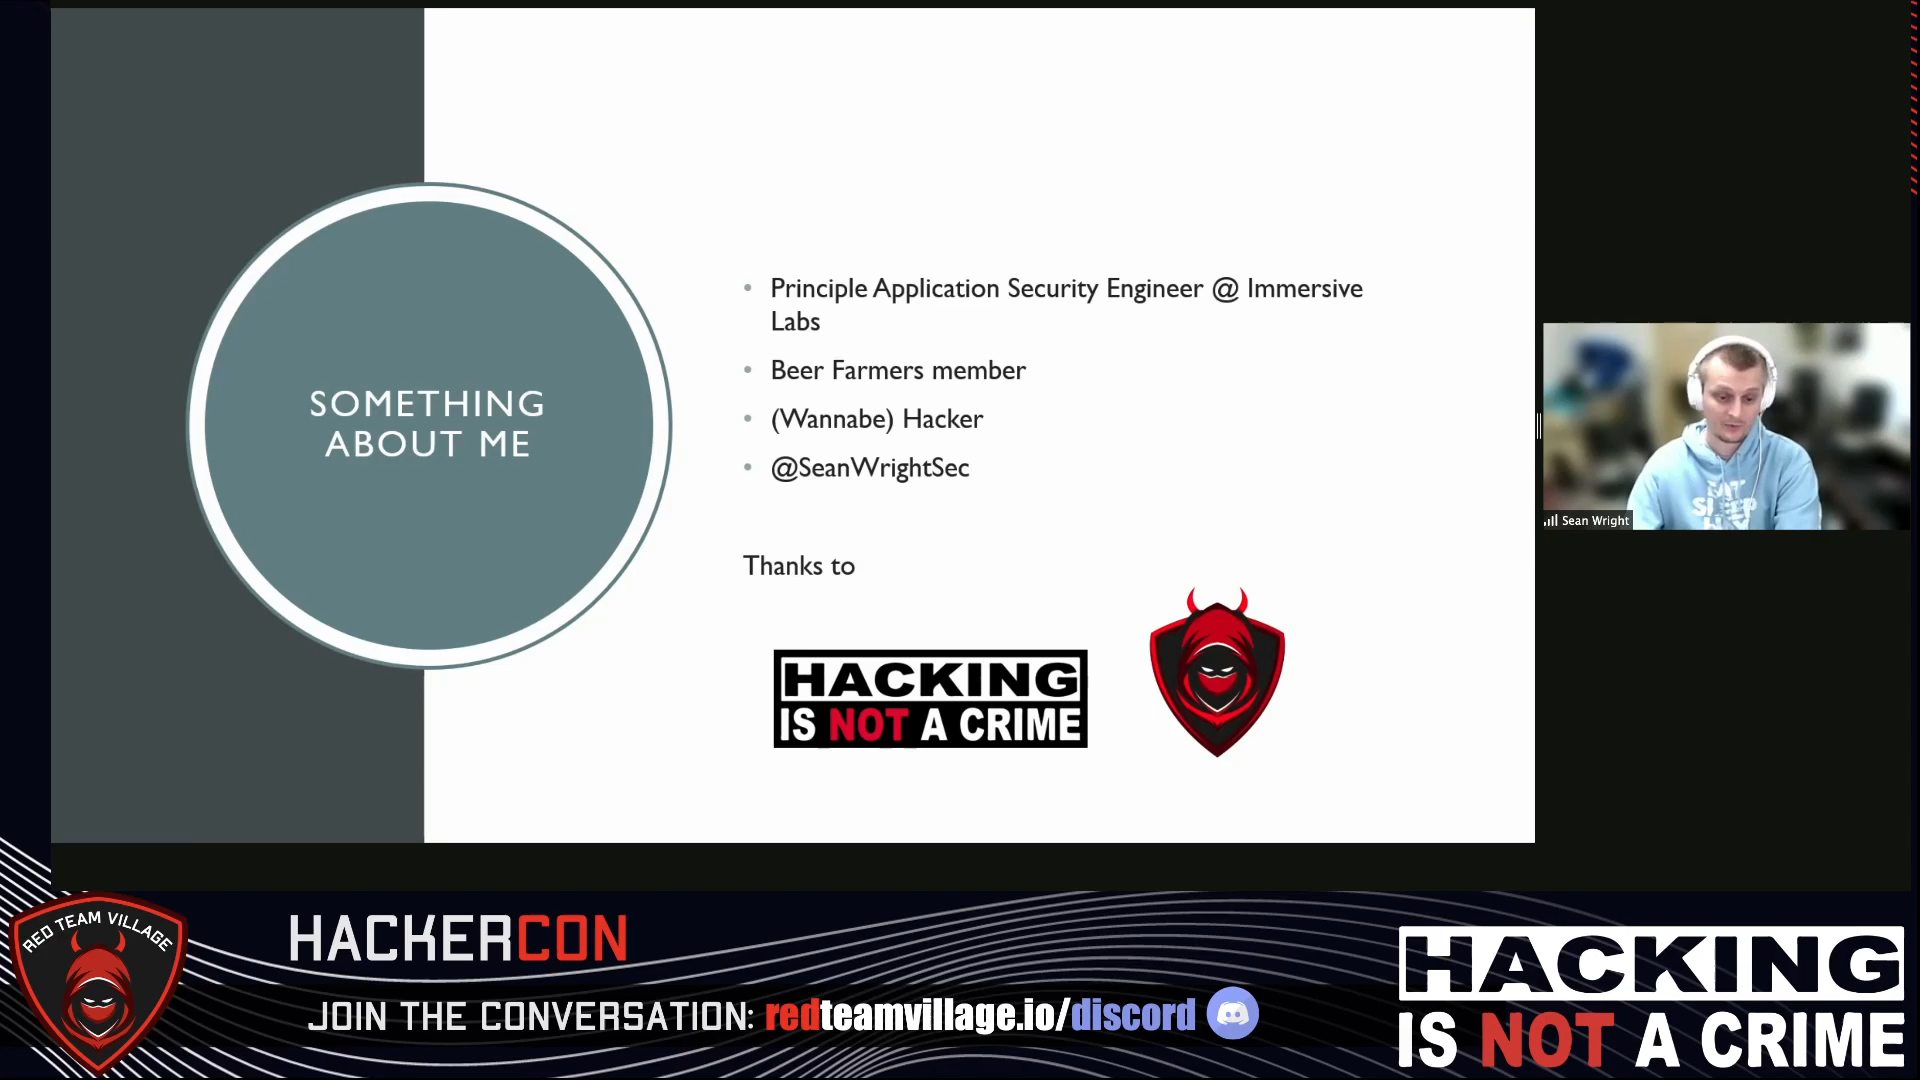 SOMETHING
ABOUT ME
• Principle Application Security Engineer @ Immersive
Labs
• Beer Farmers member
• (Wannabe) Hacker
• @SeanWrightSec
Thanks to
HACKING
IS NOT A CRIME
Sean Wright
RED TEAM VILLAGE
HACKERCON
JOIN THE CONVERSATION: redteamvillage.io/discord
HACKING
IS NOT A CRIME